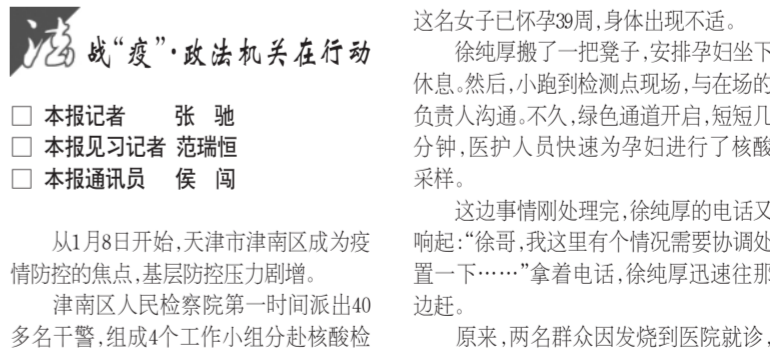 法
战“疫”·政法机关在行动
□ 本报记者 张 驰
□ 本报见习记者 范瑞恒
□ 本报通讯员 侯 闯
从1月8日开始,天津市津南区成为疫
情防控的焦点,基层防控压力剧增。
津南区人民检察院第一时间派出40
多名干警,组成4个工作小组分赴核酸检
这名女子已怀孕39周,身体出现不适。
徐纯厚搬了一把凳子,安排孕妇坐下
休息。然后,小跑到检测点现场,与在场的
负责人沟通。不久,绿色通道开启,短短几
分钟,医护人员快速为孕妇进行了核酸
采样。
这边事情刚处理完,徐纯厚的电话又
响起:“徐哥,我这里有个情况需要协调处
置一下……”拿着电话,徐纯厚迅速往那
边赶。
原来,两名群众因发烧到医院就诊,